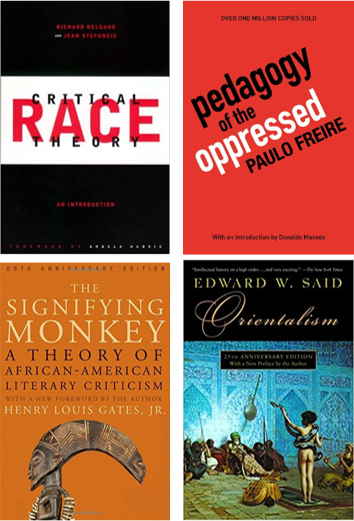 RICHARD DELGADO
AND JEAN STEFANCIC
CRITICAL
RACE
THEORY
AN INTRODUCTION
FOREWORD BY ANGELA HARRIS
OVER ONE MILLION COPIES SOLD
pedagogy
of the
oppressed
PAULO FREIRE
With an Introduction by Donaldo Macedo
25TH ANNIVERSARY EDITION
THE
SIGNIFYING
MONKEY
A THEORY OF
AFRICAN-AMERICAN
LITERARY CRITICISM
WITH A NEW FOREWORD BY THE AUTHOR
HENRY LOUIS GATES, JR.
"Intellectual history on a high order . . . and very exciting." —The New York Times
EDWARD W. SAID
Orientalism
25TH ANNIVERSARY EDITION
With a New Preface by the Author